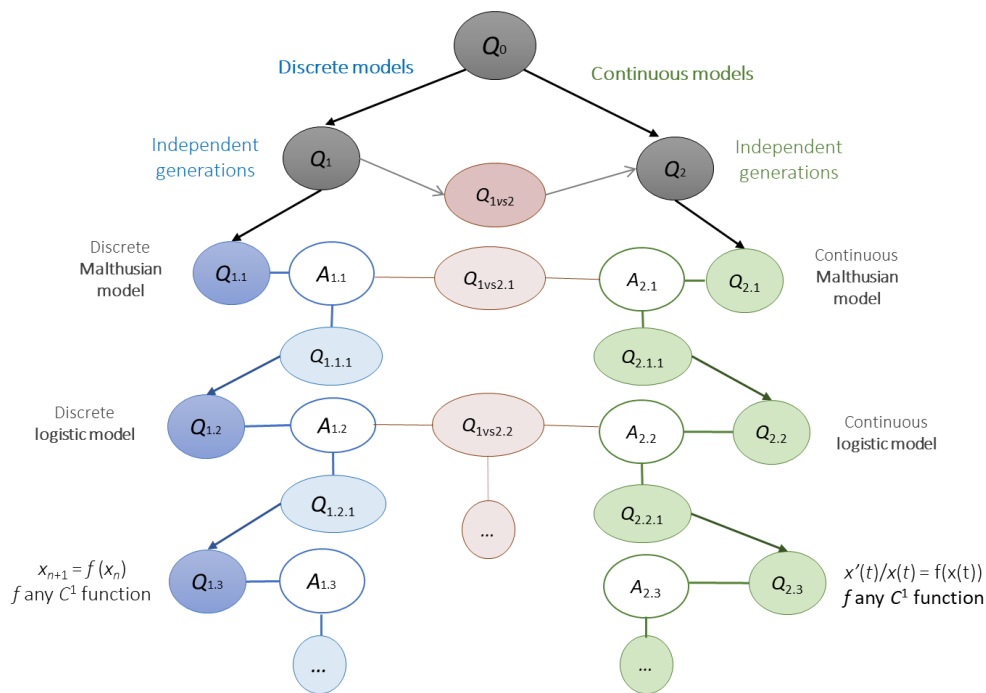 Q0
Discrete models
Continuous models
Independent
generations
Q1
Q1vs2
Q2
Independent
generations
Discrete
Malthusian
model
Q1.1
A1.1
Q1vs2.1
A2.1
Q2.1
Continuous
Malthusian
model
Q1.1.1
Q2.1.1
Discrete
logistic model
Q1.2
A1.2
Q1vs2.2
A2.2
Q2.2
Continuous
logistic model
Q1.2.1
...
Q2.2.1
xn+1 = f (xn)
f any C1 function
Q1.3
A1.3
A2.3
Q2.3
x′(t)/x(t) = f(x(t))
f any C1 function
...
...